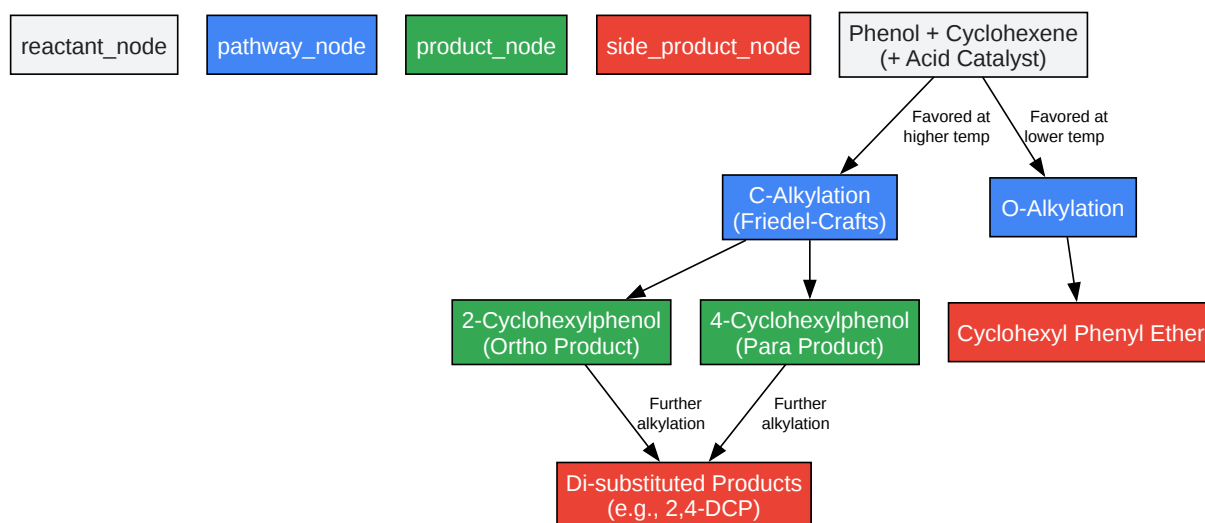 reactant_node
pathway_node
product_node
side_product_node
Phenol + Cyclohexene
(+ Acid Catalyst)
Favored at
higher temp
Favored at
lower temp
C-Alkylation
(Friedel-Crafts)
O-Alkylation
2-Cyclohexylphenol
(Ortho Product)
4-Cyclohexylphenol
(Para Product)
Cyclohexyl Phenyl Ether
Further
alkylation
Further
alkylation
Di-substituted Products
(e.g., 2,4-DCP)